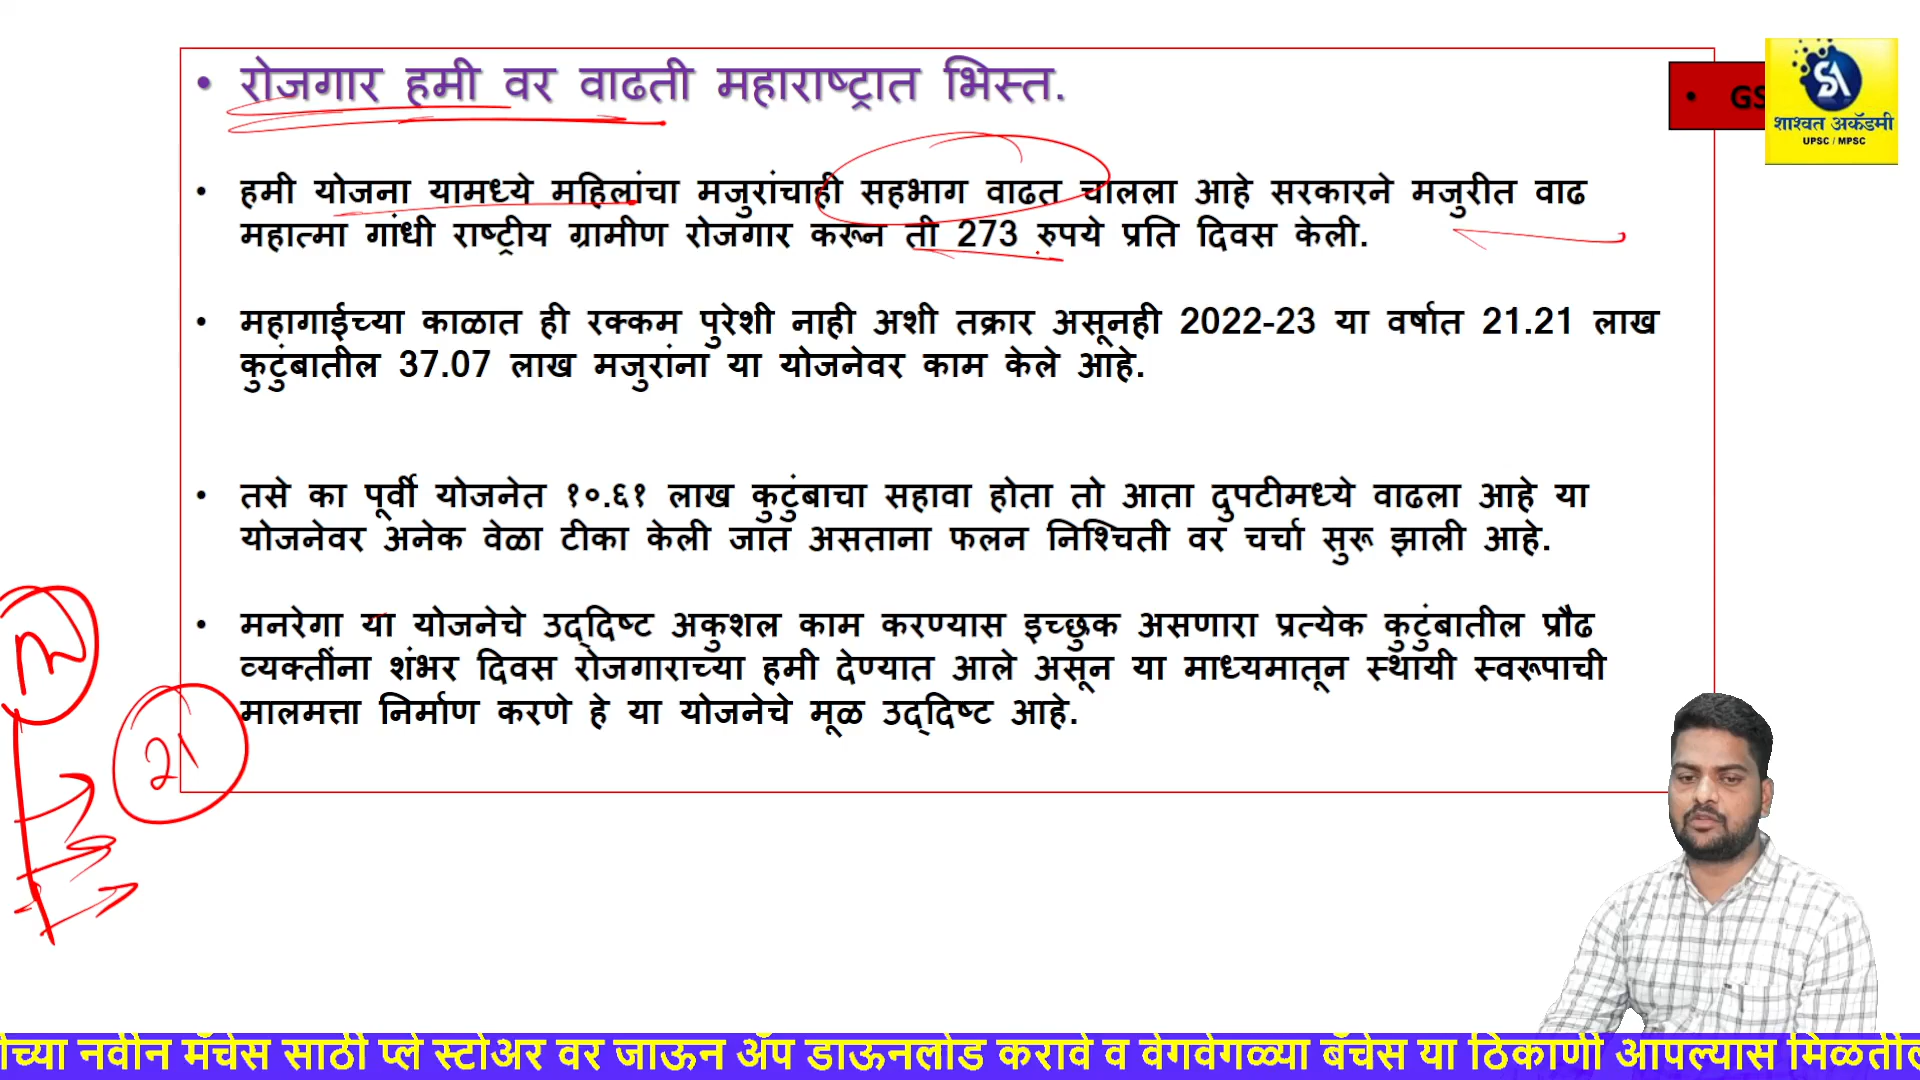 • रोजगार हमी वर वाढती महाराष्ट्रात भिस्त.
• GS
शाश्वत अकॅडमी
UPSC / MPSC
• हमी योजना यामध्ये महिलांचा मजुरांचाही सहभाग वाढत चालला आहे सरकारने मजुरीत वाढ
महात्मा गांधी राष्ट्रीय ग्रामीण रोजगार करून ती 273 रुपये प्रति दिवस केली.
• महागाईच्या काळात ही रक्कम पुरेशी नाही अशी तक्रार असूनही 2022-23 या वर्षात 21.21 लाख
कुटुंबातील 37.07 लाख मजुरांना या योजनेवर काम केले आहे.
• तसे का पूर्वी योजनेत १०.६१ लाख कुटुंबाचा सहावा होता तो आता दुपटीमध्ये वाढला आहे या
योजनेवर अनेक वेळा टीका केली जात असताना फलन निश्चिती वर चर्चा सुरू झाली आहे.
• मनरेगा या योजनेचे उद्दिष्ट अकुशल काम करण्यास इच्छुक असणारा प्रत्येक कुटुंबातील प्रौढ
व्यक्तींना शंभर दिवस रोजगाराच्या हमी देण्यात आले असून या माध्यमातून स्थायी स्वरूपाची
मालमत्ता निर्माण करणे हे या योजनेचे मूळ उद्दिष्ट आहे.
21
च्या नवीन बॅचेस साठी प्ले स्टोअर वर जाऊन ॲप डाऊनलोड करावे व वेगवेगळ्या बॅचेस या ठिकाणी आपल्यास मिळतील